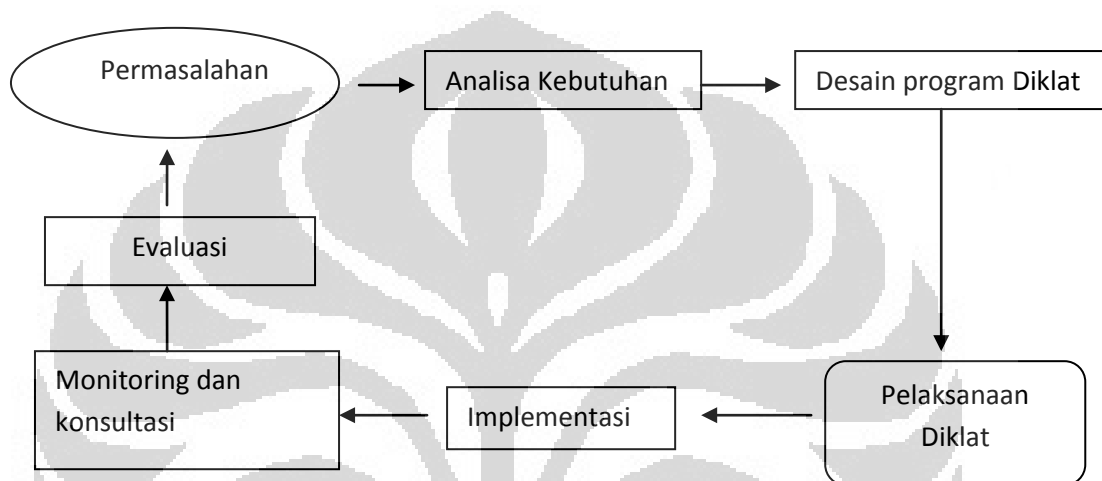 Permasalahan
Analisa Kebutuhan
Desain program Diklat
Evaluasi
Monitoring dan
konsultasi
Implementasi
Pelaksanaan
Diklat